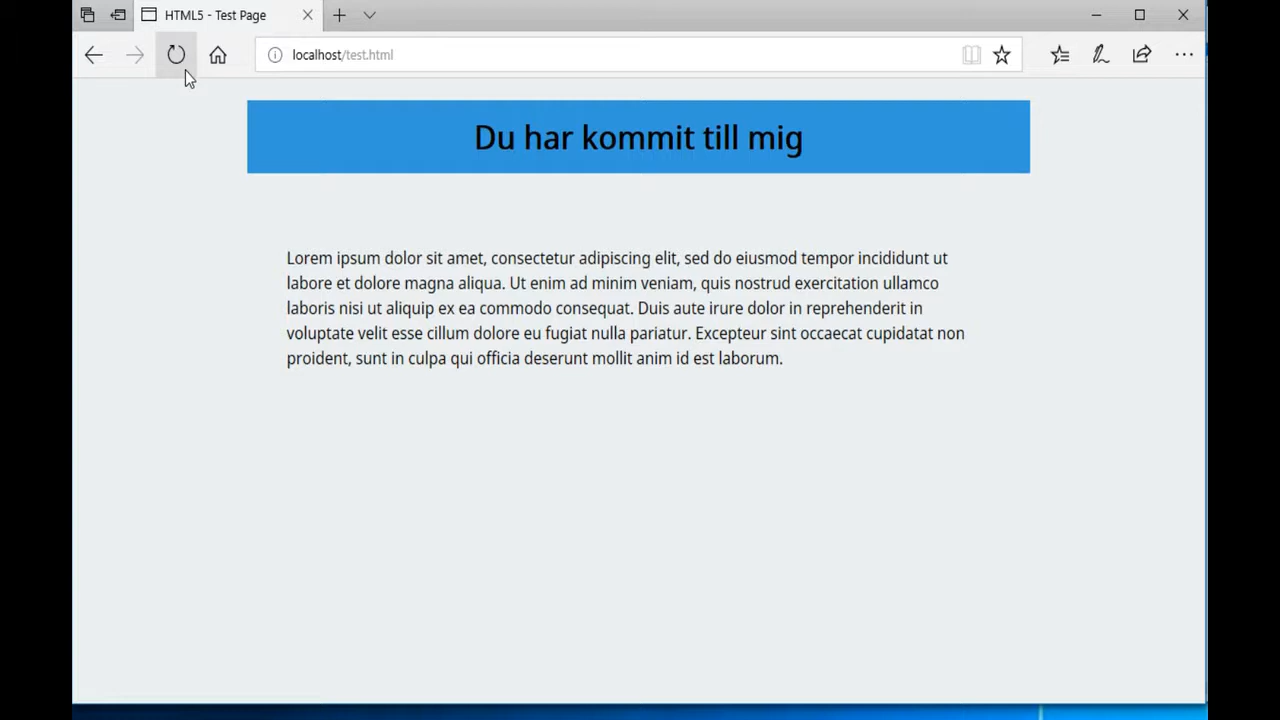 HTML5 - Test Page
localhost/test.html
Du har kommit till mig
Lorem ipsum dolor sit amet, consectetur adipiscing elit, sed do eiusmod tempor incididunt ut
labore et dolore magna aliqua. Ut enim ad minim veniam, quis nostrud exercitation ullamco
laboris nisi ut aliquip ex ea commodo consequat. Duis aute irure dolor in reprehenderit in
voluptate velit esse cillum dolore eu fugiat nulla pariatur. Excepteur sint occaecat cupidatat non
proident, sunt in culpa qui officia deserunt mollit anim id est laborum.